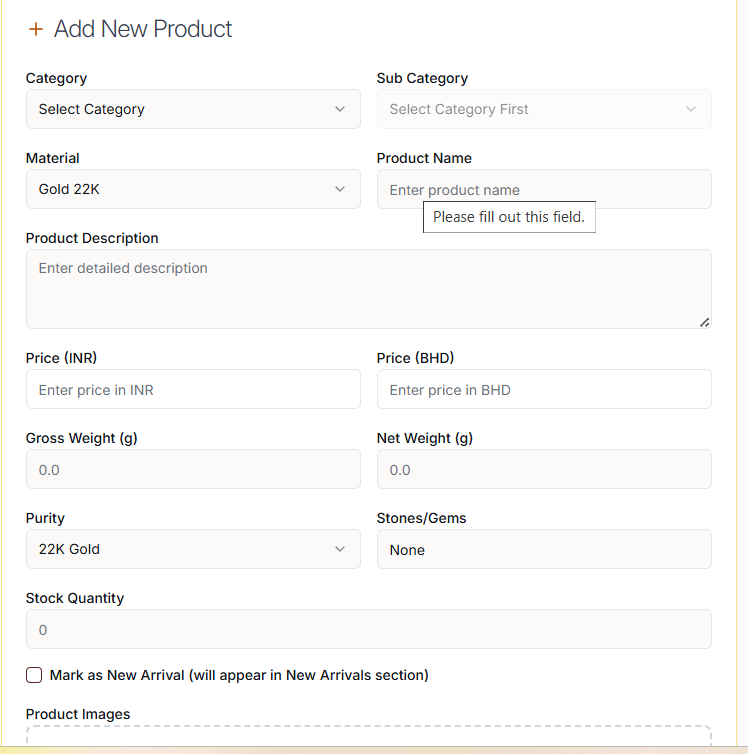 + Add New Product
Category
Sub Category
Select Category
Select Category First
Material
Product Name
Gold 22K
Enter product name
Please fill out this field.
Product Description
Enter detailed description
Price (INR)
Price (BHD)
Enter price in INR
Enter price in BHD
Gross Weight (g)
Net Weight (g)
0.0
0.0
Purity
Stones/Gems
22K Gold
None
Stock Quantity
0
Mark as New Arrival (will appear in New Arrivals section)
Product Images